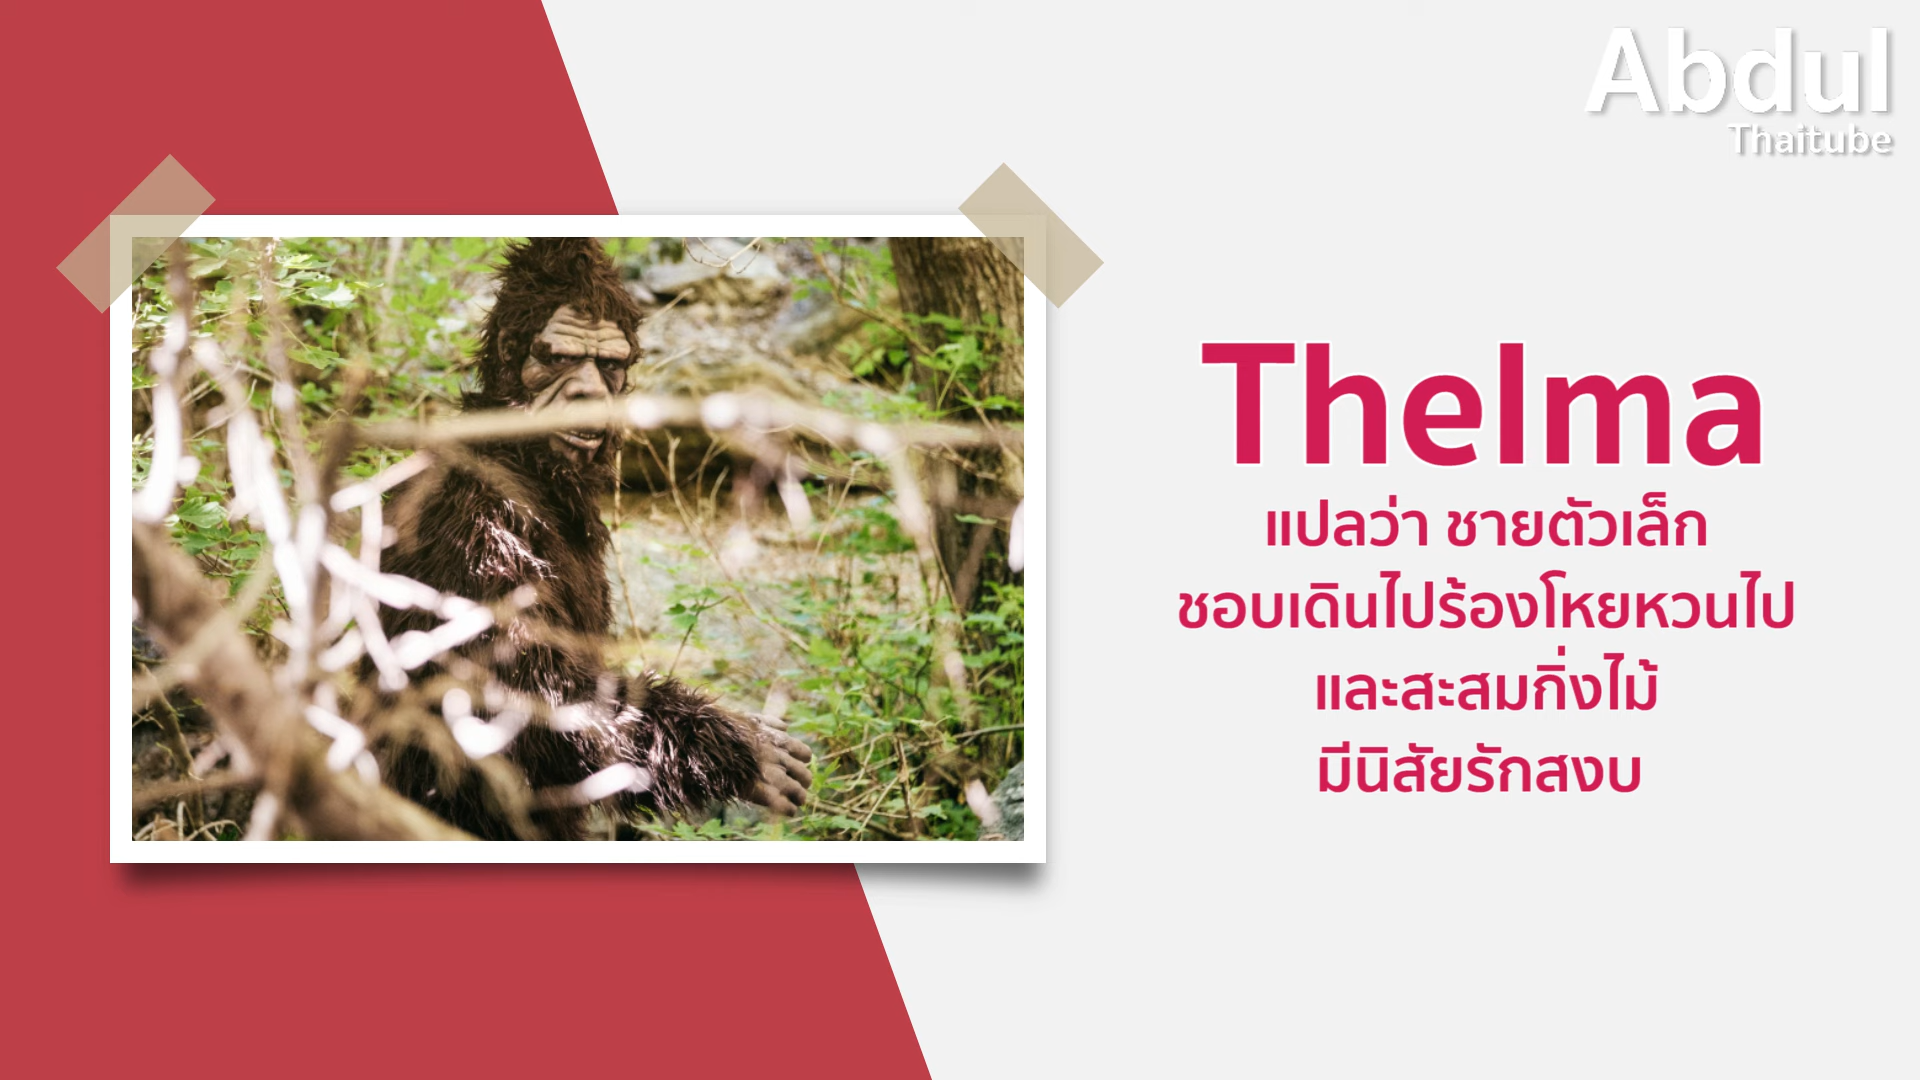 Abdul
Thaitube
Thelma
แปลว่า ชายตัวเล็ก
ชอบเดินไปร้องโหยหวนไป
และสะสมกิ่งไม้
มีนิสัยรักสงบ